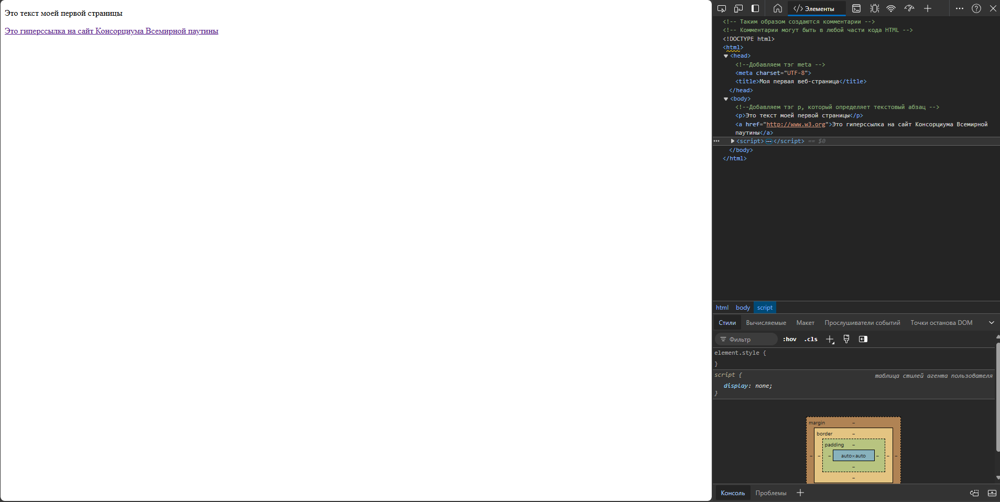 Это текст моей первой страницы
Это гиперссылка на сайт Консорциума Всемирной паутины
Элементы
<!-- Таким образом создаются комментарии -->
<!-- Комментарии могут быть в любой части кода HTML -->
<!DOCTYPE html>
<html>
<head>
<!--Добавляем тэг meta -->
<meta charset="UTF-8">
<title>Моя первая веб-страница</title>
</head>
<body>
<!--Добавляем тэг p, который определяет текстовый абзац -->
<p>Это текст моей первой страницы</p>
<a href="http://www.w3.org">Это гиперссылка на сайт Консорциума Всемирной
паутины</a>
<script>…</script> == $0
</body>
</html>
html body script
Стили Вычисляемые Макет Прослушиватели событий Точки останова DOM
Фильтр :hov .cls
element.style {
}
script { таблица стилей агента пользователя
display: none;
}
margin –
border –
padding –
– – – auto×auto – – –
–
–
Консоль Проблемы